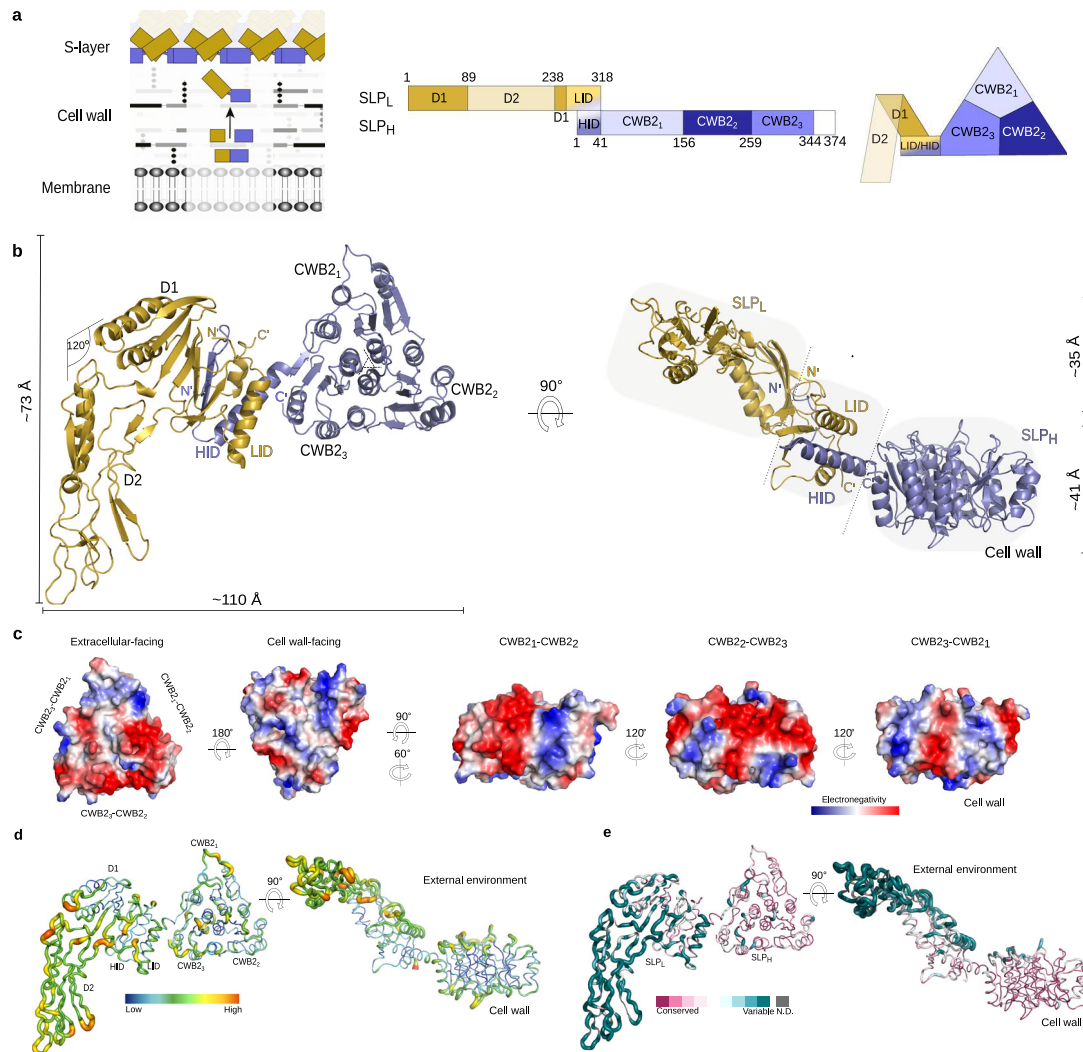 a
S-layer
Cell wall
Membrane
1 89 238 318
SLPL D1 D2 D1 LID
SLPH HID CWB21 CWB22 CWB23
1 41 156 259 344 374
D2 D1 LID/HID CWB23 CWB21 CWB22
b
~73 Å
120°
D1
N'
C'
N'
C'
HID
LID
D2
CWB21
CWB22
CWB23
~110 Å
90°
SLPL
N'
N'
LID
SLPH
HID
C'
C'
Cell wall
~35 Å
~41 Å
c
Extracellular-facing
CWB23-CWB21
CWB21-CWB22
CWB23-CWB22
180°
Cell wall-facing
90°
60°
CWB21-CWB22
120°
CWB22-CWB23
120°
CWB23-CWB21
Electronegativity
Cell wall
d
D1
CWB21
HID
LID
CWB23
CWB22
D2
Low High
90°
External environment
Cell wall
e
SLPL
SLPH
Conserved Variable N.D.
90°
External environment
Cell wall